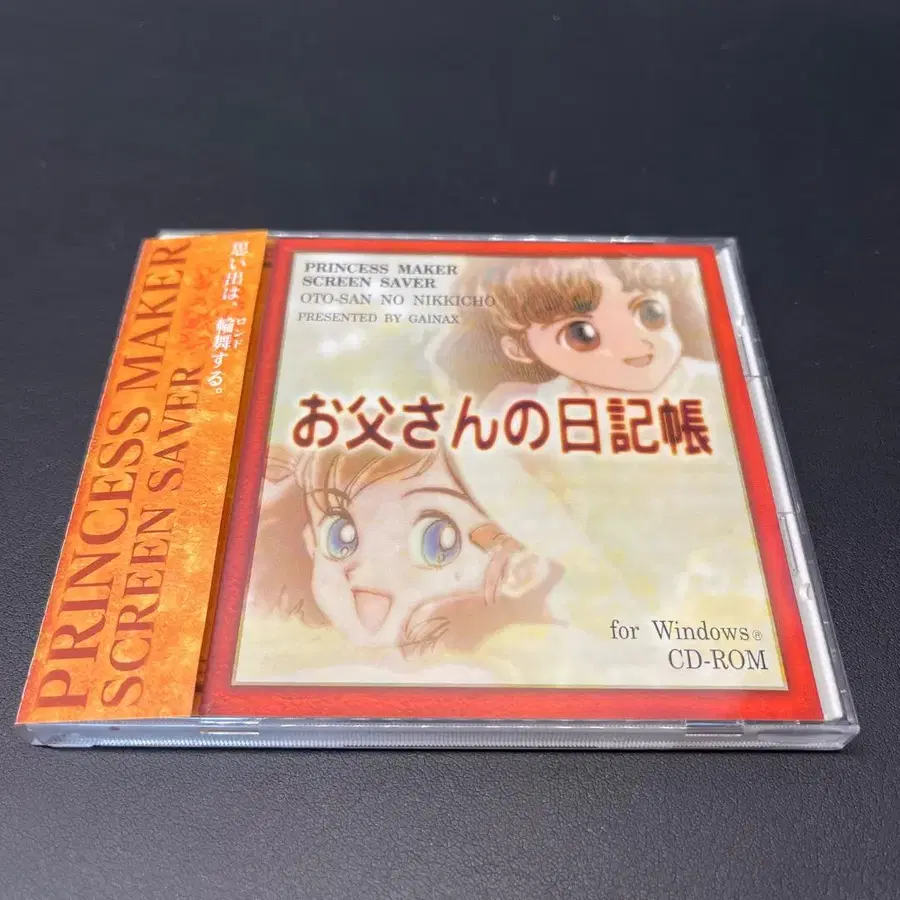 PRINCESS MAKER
SCREEN SAVER
思い出は、輪舞する。
ロンド
PRINCESS MAKER
SCREEN SAVER
OTO-SAN NO NIKKICHO
PRESENTED BY GAINAX
お父さんの日記帳
for Windows®
CD-ROM